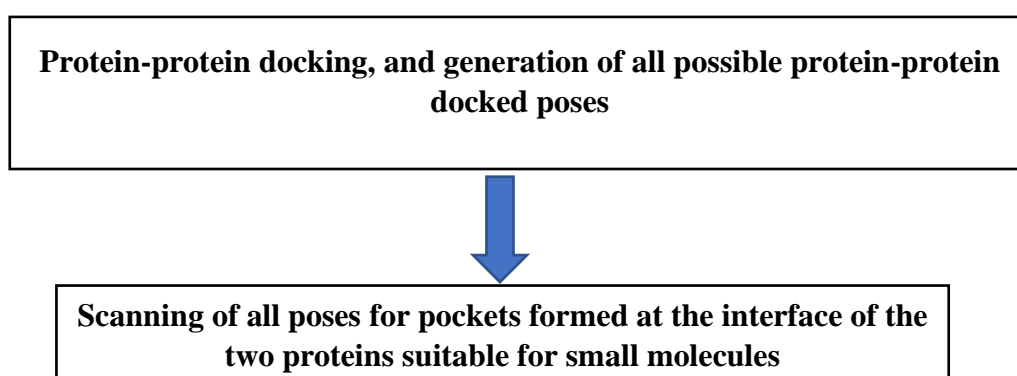 Protein-protein docking, and generation of all possible protein-protein
docked poses
Scanning of all poses for pockets formed at the interface of the
two proteins suitable for small molecules